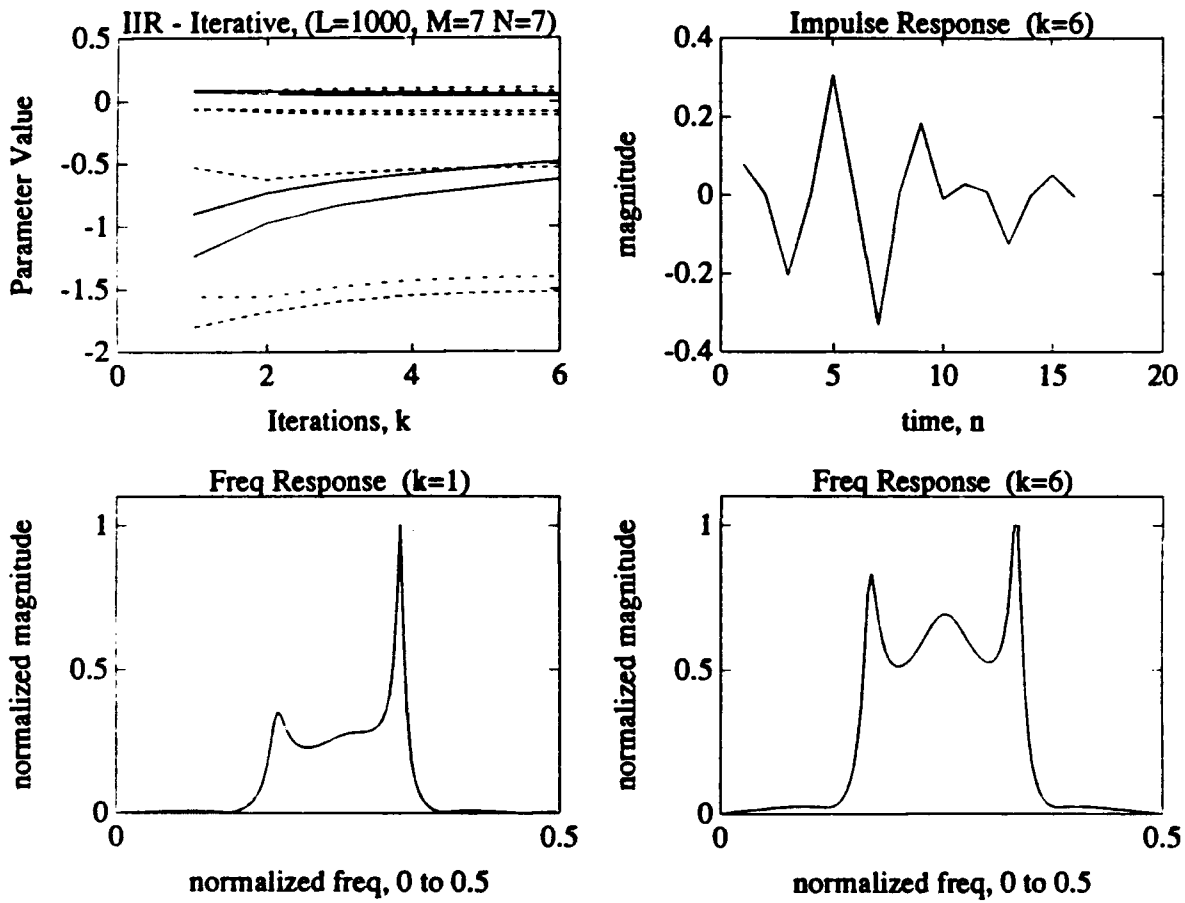 IIR - Iterative, (L=1000, M=7 N=7)
Parameter Value
0.5
0
-0.5
-1
-1.5
-2
0
2
4
6
Iterations, k
Impulse Response (k=6)
magnitude
0.4
0.2
0
-0.2
-0.4
0
5
10
15
20
time, n
Freq Response (k=1)
normalized magnitude
1
0.5
0
0
0.5
normalized freq, 0 to 0.5
Freq Response (k=6)
normalized magnitude
1
0.5
0
0
0.5
normalized freq, 0 to 0.5